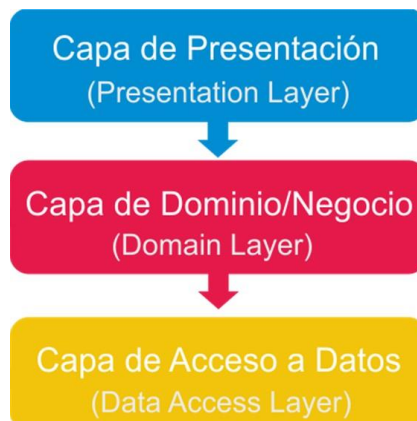 Capa de Presentación
(Presentation Layer)
Capa de Dominio/Negocio
(Domain Layer)
Capa de Acceso a Datos
(Data Access Layer)